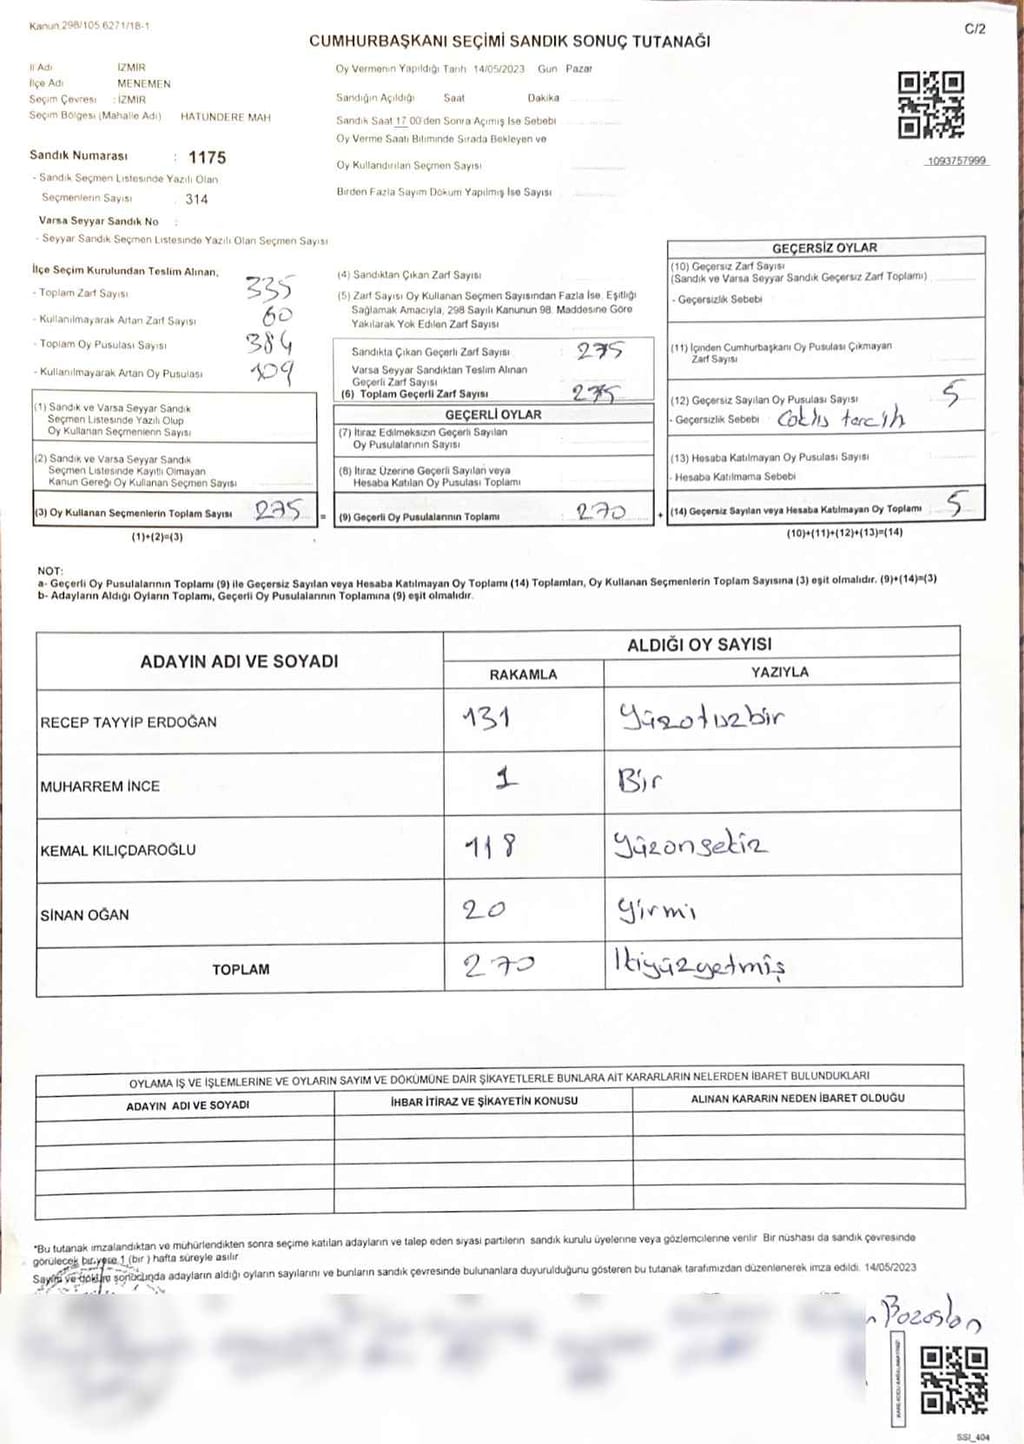 Kanun 298/105 6271/18-1
C/2
CUMHURBAŞKANI SEÇİMİ SANDIK SONUÇ TUTANAĞI
İl Adı İZMİR
İlçe Adı MENEMEN
Seçim Çevresi : İZMİR
Seçim Bölgesi (Mahalle Adı) HATUNDERE MAH
Oy Vermenin Yapıldığı Tarih 14/05/2023 Gün Pazar
Sandığın Açıldığı Saat Dakika
Sandık Saat 17 00'den Sonra Açımış İse Sebebi
Oy Verme Saati Bitiminde Sırada Bekleyen ve
Oy Kullandırılan Seçmen Sayısı
Birden Fazla Sayım Döküm Yapılmış İse Sayısı
1093757999
Sandık Numarası : 1175
- Sandık Seçmen Listesinde Yazılı Olan
Seçmenlerin Sayısı : 314
Varsa Seyyar Sandık No :
- Seyyar Sandık Seçmen Listesinde Yazılı Olan Seçmen Sayısı
İlçe Seçim Kurulundan Teslim Alınan,
- Toplam Zarf Sayısı 335
- Kullanılmayarak Artan Zarf Sayısı 60
- Toplam Oy Pusulası Sayısı 384
- Kullanılmayarak Artan Oy Pusulası 109
(1) Sandık ve Varsa Seyyar Sandık
Seçmen Listesinde Yazılı Olup
Oy Kullanan Seçmenlerin Sayısı
(2) Sandık ve Varsa Seyyar Sandık
Seçmen Listesinde Kayıtlı Olmayan
Kanun Gereği Oy Kullanan Seçmen Sayısı
(3) Oy Kullanan Seçmenlerin Toplam Sayısı 275 =
(1)+(2)=(3)
(4) Sandıktan Çıkan Zarf Sayısı
(5) Zarf Sayısı Oy Kullanan Seçmen Sayısından Fazla İse, Eşitliği
Sağlamak Amacıyla, 298 Sayılı Kanunun 98. Maddesine Göre
Yakılarak Yok Edilen Zarf Sayısı
Sandıkta Çıkan Geçerli Zarf Sayısı : 275
Varsa Seyyar Sandıktan Teslim Alınan
Geçerli Zarf Sayısı
(6) Toplam Geçerli Zarf Sayısı 275
GEÇERLİ OYLAR
(7) İtiraz Edilmeksizin Geçerli Sayılan
Oy Pusulalarının Sayısı
(8) İtiraz Üzerine Geçerli Sayılan veya
Hesaba Katılan Oy Pusulası Toplamı
(9) Geçerli Oy Pusulalarının Toplamı : 270 +
GEÇERSİZ OYLAR
(10) Geçersiz Zarf Sayısı
(Sandık ve Varsa Seyyar Sandık Geçersiz Zarf Toplamı)
- Geçersizlik Sebebi
(11) İçinden Cumhurbaşkanı Oy Pusulası Çıkmayan
Zarf Sayısı
(12) Geçersiz Sayılan Oy Pusulası Sayısı 5
- Geçersizlik Sebebi tercih
(13) Hesaba Katılmayan Oy Pusulası Sayısı
- Hesaba Katılmama Sebebi
(14) Geçersiz Sayılan veya Hesaba Katılmayan Oy Toplamı 5
(10)+(11)+(12)+(13)=(14)
NOT:
a- Geçerli Oy Pusulalarının Toplamı (9) ile Geçersiz Sayılan veya Hesaba Katılmayan Oy Toplamı (14) Toplamları, Oy Kullanan Seçmenlerin Toplam Sayısına (3) eşit olmalıdır. (9)+(14)=(3)
b- Adayların Aldığı Oyların Toplamı, Geçerli Oy Pusulalarının Toplamına (9) eşit olmalıdır.
ADAYIN ADI VE SOYADI
ALDIĞI OY SAYISI
RAKAMLA YAZIYLA
RECEP TAYYİP ERDOĞAN 131 Yüzotuzbir
MUHARREM İNCE 1 Bir
KEMAL KILIÇDAROĞLU 118 Yüzonsekiz
SİNAN OĞAN 20 Yirmi
TOPLAM 270 İkiyüzyetmiş
OYLAMA İŞ VE İŞLEMLERİNE VE OYLARIN SAYIM VE DÖKÜMÜNE DAİR ŞİKAYETLERLE BUNLARA AİT KARARLARIN NELERDEN İBARET BULUNDUKLARI
ADAYIN ADI VE SOYADI İHBAR İTİRAZ VE ŞİKAYETİN KONUSU ALINAN KARARIN NEDEN İBARET OLDUĞU
*Bu tutanak imzalandıktan ve mühürlendikten sonra seçime katılan adayların ve talep eden siyasi partilerin sandık kurulu üyelerine veya gözlemcilerine verilir Bir nüshası da sandık çevresinde
görülecek bir yere 1 (bir ) hafta süreyle asılır
Sayım ve döküm sonucunda adayların aldığı oyların sayılarını ve bunların sandık çevresinde bulunanlara duyurulduğunu gösteren bu tutanak tarafımızdan düzenlenerek imza edildi. 14/05/2023
Bozaslan
SSI_404